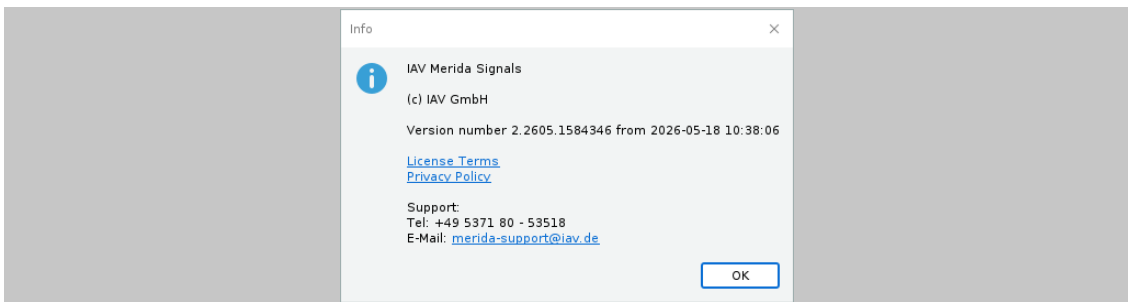 Info
IAV Merida Signals
(c) IAV GmbH
Version number 2.2605.1584346 from 2026-05-18 10:38:06
License Terms
Privacy Policy
Support:
Tel: +49 5371 80 - 53518
E-Mail: merida-support@iav.de
OK